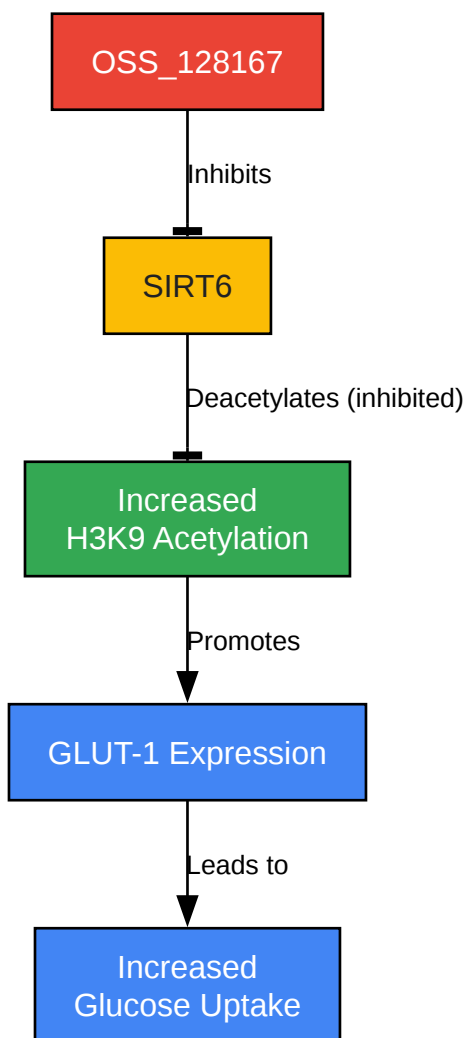 OSS_128167
Inhibits
SIRT6
Deacetylates (inhibited)
Increased
H3K9 Acetylation
Promotes
GLUT-1 Expression
Leads to
Increased
Glucose Uptake